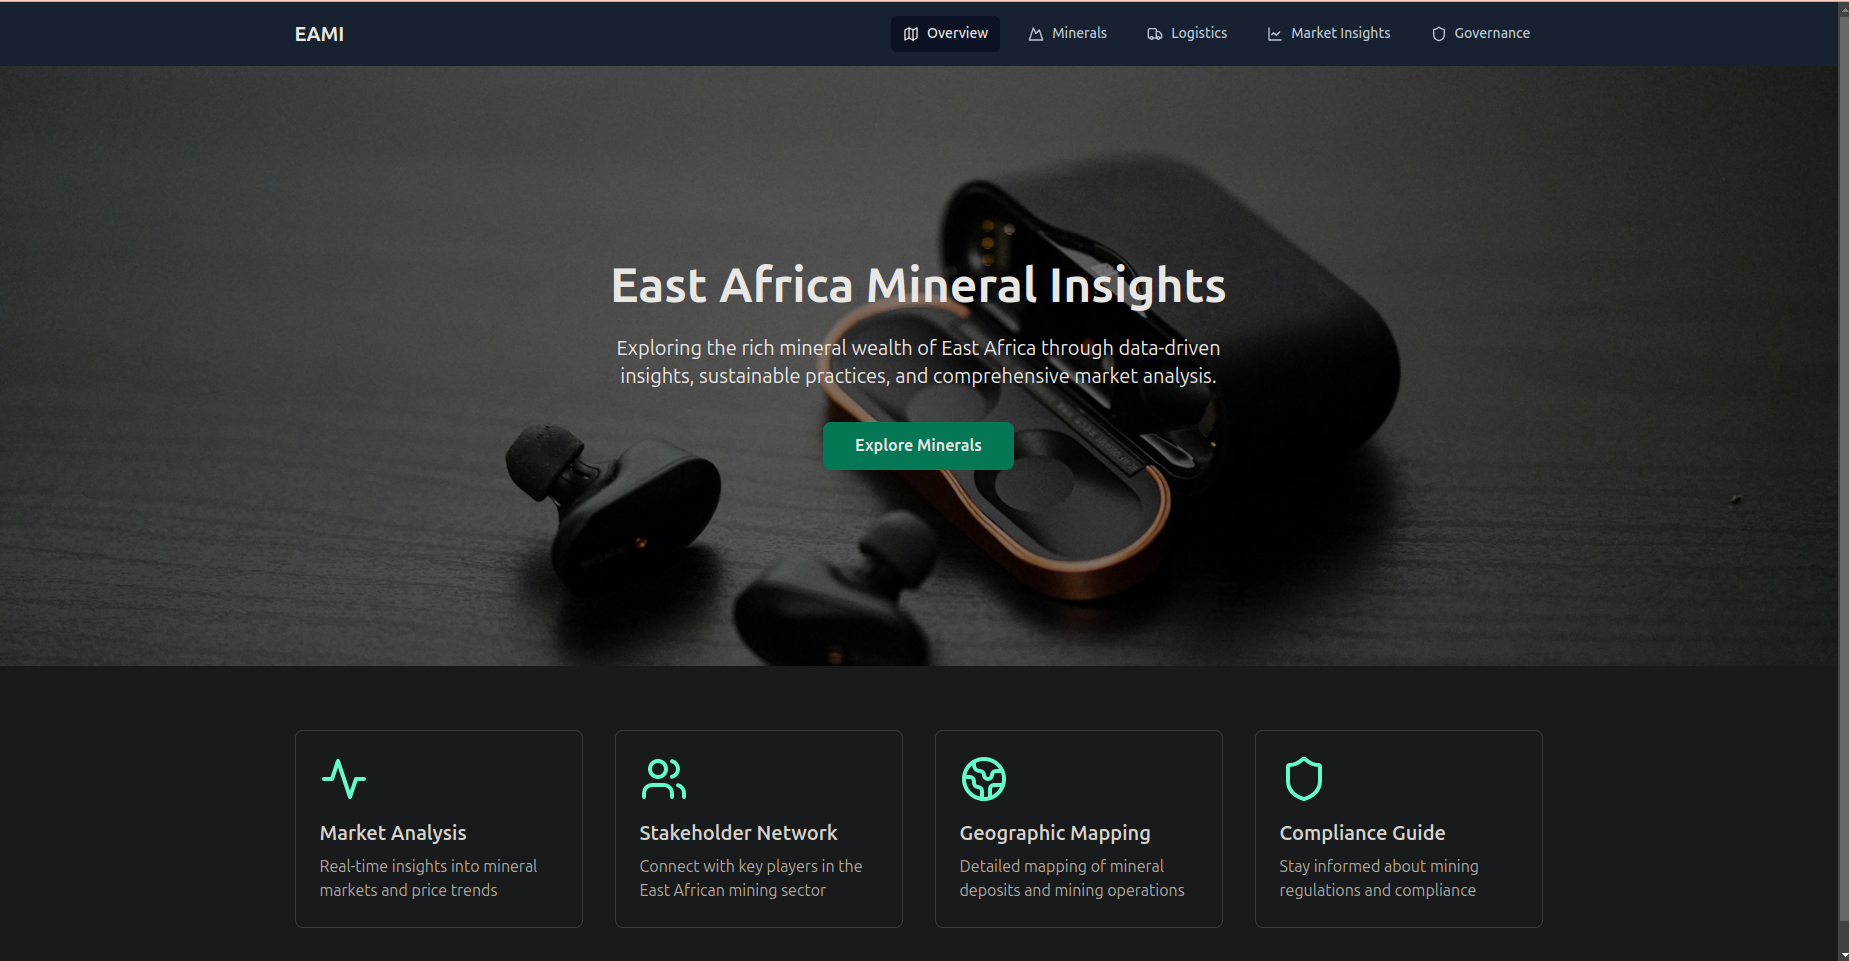 EAMI
Overview
Minerals
Logistics
Market Insights
Governance
East Africa Mineral Insights
Exploring the rich mineral wealth of East Africa through data-driven
insights, sustainable practices, and comprehensive market analysis.
Explore Minerals
SONY
Market Analysis
Real-time insights into mineral
markets and price trends
Stakeholder Network
Connect with key players in the
East African mining sector
Geographic Mapping
Detailed mapping of mineral
deposits and mining operations
Compliance Guide
Stay informed about mining
regulations and compliance